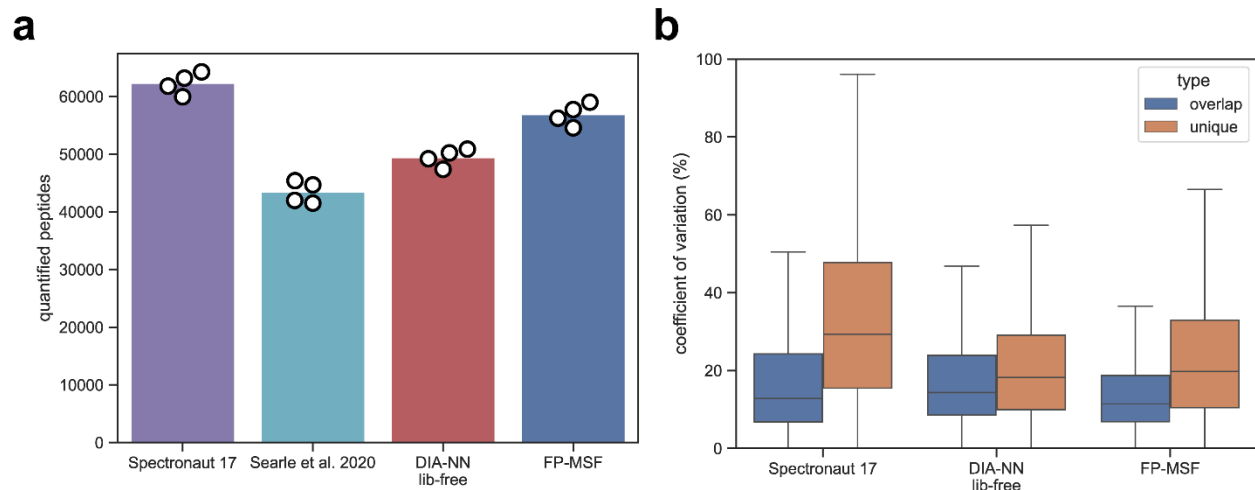 a
quantified peptides
60000
50000
40000
30000
20000
10000
0
Spectronaut 17
Searle et al. 2020
DIA-NN
lib-free
FP-MSF
b
coefficient of variation (%)
100
80
60
40
20
0
type
overlap
unique
Spectronaut 17
DIA-NN
lib-free
FP-MSF